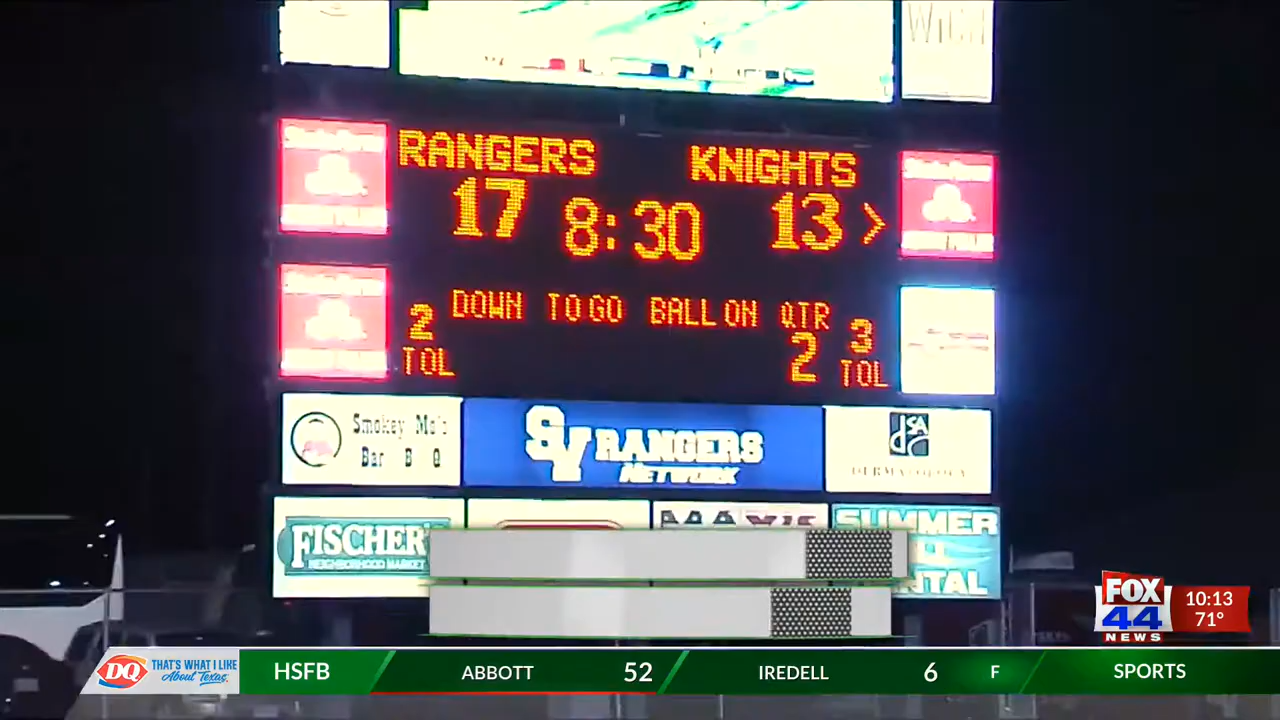 RANGERS
KNIGHTS
17
8:30
13 >
DOWN TO GO BALL ON QTR
2
TOL
2
3
TOL
Smokey Mo's
Bar B Q
SV RANGERS
NETWORK
JSA
DERMATOLOGY
FISCHER'S
NEIGHBORHOOD MARKET
SUMMER
FOX
44
NEWS
10:13
71°
DQ
THAT'S WHAT I LIKE
About Texas.
HSFB
ABBOTT 52
IREDELL 6 F
SPORTS